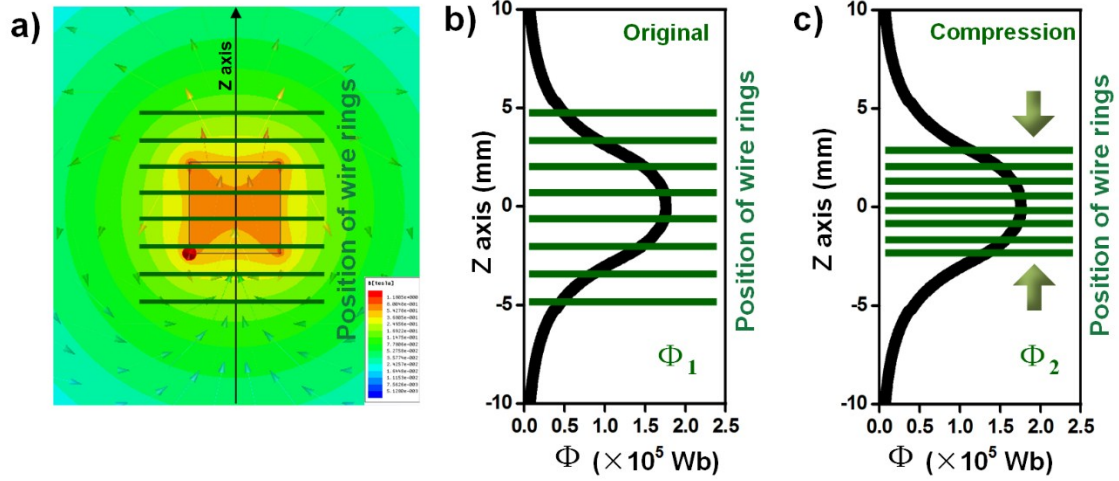 a)
Z axis
Position of wire rings
B[tesla]
b)
10
5
0
-5
-10
Z axis (mm)
Original
Φ1
Position of wire rings
0.0 0.5 1.0 1.5 2.0 2.5
Φ (×10⁵ Wb)
c)
10
5
0
-5
-10
Z axis (mm)
Compression
Φ2
Position of wire rings
0.0 0.5 1.0 1.5 2.0 2.5
Φ (×10⁵ Wb)